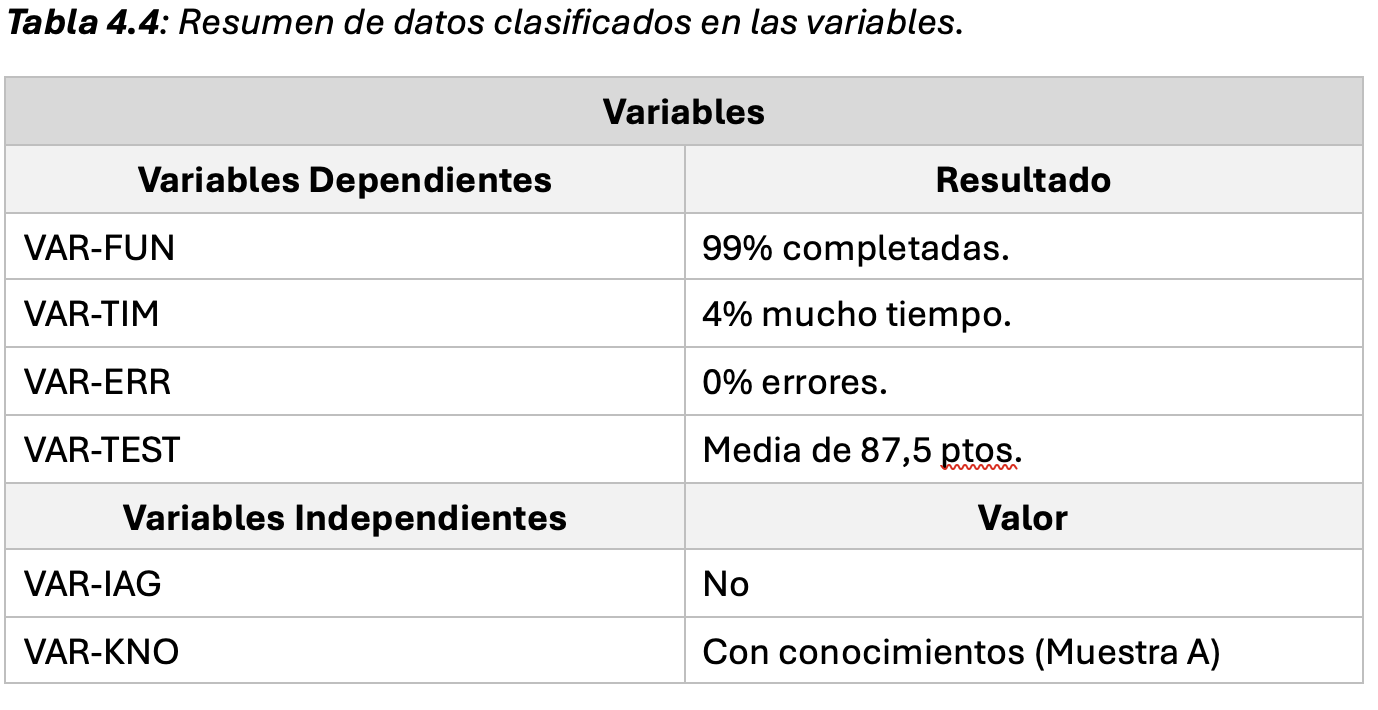 Tabla 4.4: Resumen de datos clasificados en las variables.
Variables
Variables Dependientes Resultado
VAR-FUN 99% completadas.
VAR-TIM 4% mucho tiempo.
VAR-ERR 0% errores.
VAR-TEST Media de 87,5 ptos.
Variables Independientes Valor
VAR-IAG No
VAR-KNO Con conocimientos (Muestra A)